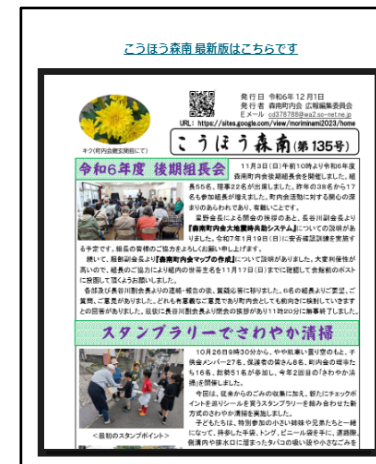 こうほう森南 最新版はこちらです
発行日 令和6年12月1日
発行者 森南町内会 広報編集委員会
Eメール cd378788@wa2.so-net.ne.jp
URL: https://sites.google.com/view/moriminami2023/home
キク(町内会館玄関前にて)
こうほう森南(第135号)
令和6年度 後期組長会
11月3日(日)午前10時より令和6年度
森南町内会後期組長会を開催しました。組
長55名、理事22名が出席しました。昨年の38名から17
名も参加組長が増えました。町内会活動に対する関心の深
まりのあらわれであり、有難いことです。
星野会長による開会の挨拶のあと、長谷川副会長より
『森南町内会大地震時共助システム』についての説明があ
りました。令和7年1月19日(日)に安否確認訓練を実施す
る予定です。組長の皆様のご協力をよろしくお願い申し上げます。
続いて、服部副会長より『森南町内会マップの作成』について説明がありました。大変利便性が
高いので、組長のご協力により組内の世帯主名を11月17日(日)までに確認して会館前のポスト
に投函して頂くようお願いしました。
各部及び長谷川副会長よりの連絡・報告の後、質疑応答に移りました。6名の組長よりご要望、ご
質問、ご意見がありました。どれも有意義なご意見であり町内会としても前向きに検討していきます
との回答がありました。最後に長谷川副会長より閉会の挨拶があり11時20分に無事終了しました。
スタンプラリーでさわやか清掃
10月26日9時30分から、やや肌寒い曇り空のもと、子
供会メンバー27名、保護者の皆さん8名、町内会の班手た
ち16名、総勢51名が参加し、今年2回目の「さわやか清
掃」を開催しました。
今回は、従来からのごみの収集に加え、新たにチェックポ
イントを巡りシールを貰うスタンプラリーを組み合わせた新
方式のさわやか清掃を実施しました。
子どもたちは、特別参加の小さい妹弟や兄弟たちと一緒
になって、持参した手袋、トング、ビニール袋を手に、道路際、
側溝内や排水口に溜まったタバコの吸い殻や小さなごみを
<最初のスタンプポイント>